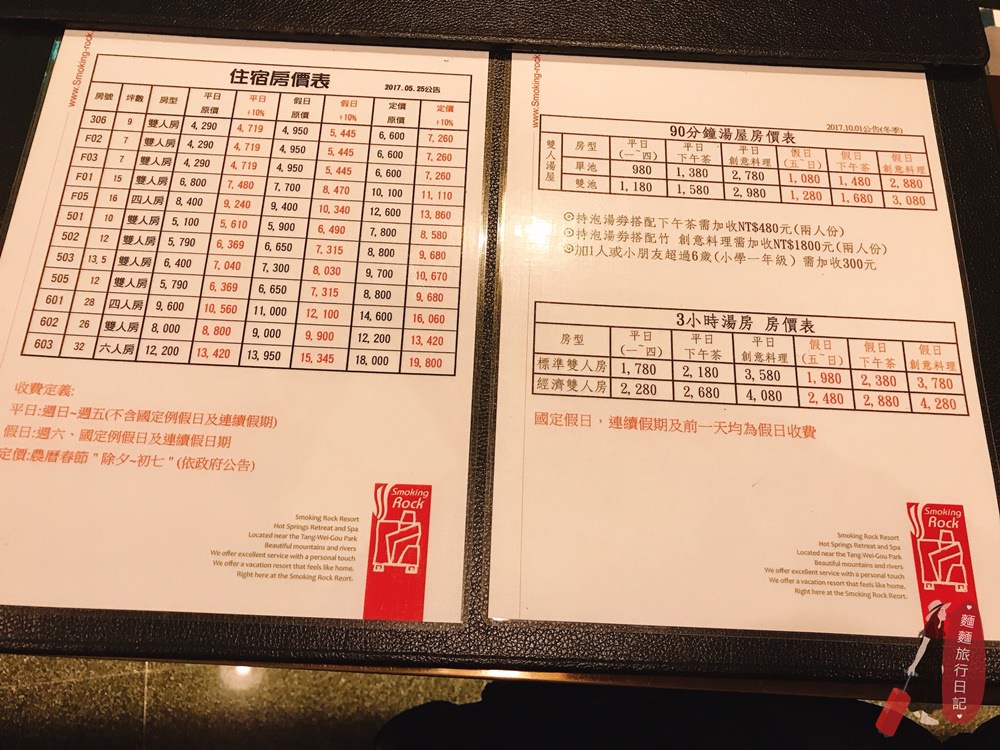 www.Smoking-rock
住宿房價表
2017.05.25公告
房號 坪數 房型 平日原價 平日+10% 假日原價 假日+10% 定價原價 定價+10%
306 9 雙人房 4,290 4,719 4,950 5,445 6,600 7,260
F02 7 雙人房 4,290 4,719 4,950 5,445 6,600 7,260
F03 7 雙人房 4,290 4,719 4,950 5,445 6,600 7,260
F01 15 雙人房 6,800 7,480 7,700 8,470 10,100 11,110
F05 16 四人房 8,400 9,240 9,400 10,340 12,600 13,860
501 10 雙人房 5,100 5,610 5,900 6,490 7,800 8,580
502 12 雙人房 5,790 6,369 6,650 7,315 8,800 9,680
503 13,5 雙人房 6,400 7,040 7,300 8,030 9,700 10,670
505 12 雙人房 5,790 6,369 6,650 7,315 8,800 9,680
601 28 四人房 9,600 10,560 11,000 12,100 14,600 16,060
602 26 雙人房 8,000 8,800 9,000 9,900 12,200 13,420
603 32 六人房 12,200 13,420 13,950 15,345 18,000 19,800
收費定義:
平日:週日~週五(不含國定例假日及連續假期)
假日:週六、國定例假日及連續假日期
定價:農曆春節"除夕~初七"(依政府公告)
Smoking Rock Resort
Hot Springs Retreat and Spa
Located near the Tang-Wei-Gou Park
Beautiful mountains and rivers
We offer excellent service with a personal touch
We offer a vacation resort that feels like home.
Right here at the Smoking Rock Reort.
Smoking
Rock
www.Smoking-rock
2017.10.01公告(冬季)
90分鐘湯屋房價表
雙人湯屋 房型 平日(一~四) 平日下午茶 平日創意料理 假日(五~日) 假日下午茶 假日創意料理
單池 980 1,380 2,780 1,080 1,480 2,880
雙池 1,180 1,580 2,980 1,280 1,680 3,080
⊙持泡湯券搭配下午茶需加收NT$480元(兩人份)
⊙持泡湯券搭配竹 創意料理需加收NT$1800元(兩人份)
⊙加1人或小朋友超過6歲(小學一年級）需加收300元
3小時湯房 房價表
房型 平日(一~四) 平日下午茶 平日創意料理 假日(五~日) 假日下午茶 假日創意料理
標準雙人房 1,780 2,180 3,580 1,980 2,380 3,780
經濟雙人房 2,280 2,680 4,080 2,480 2,880 4,280
國定假日，連續假期及前一天均為假日收費
Smoking Rock Resort
Hot Springs Retreat and Spa
Located near the Tang-Wei-Gou Park
Beautiful mountains and rivers
We offer excellent service with a personal touch
We offer a vacation resort that feels like home.
Right here at the Smoking Rock Reort.
Smoking
Rock
麵麵旅行日記